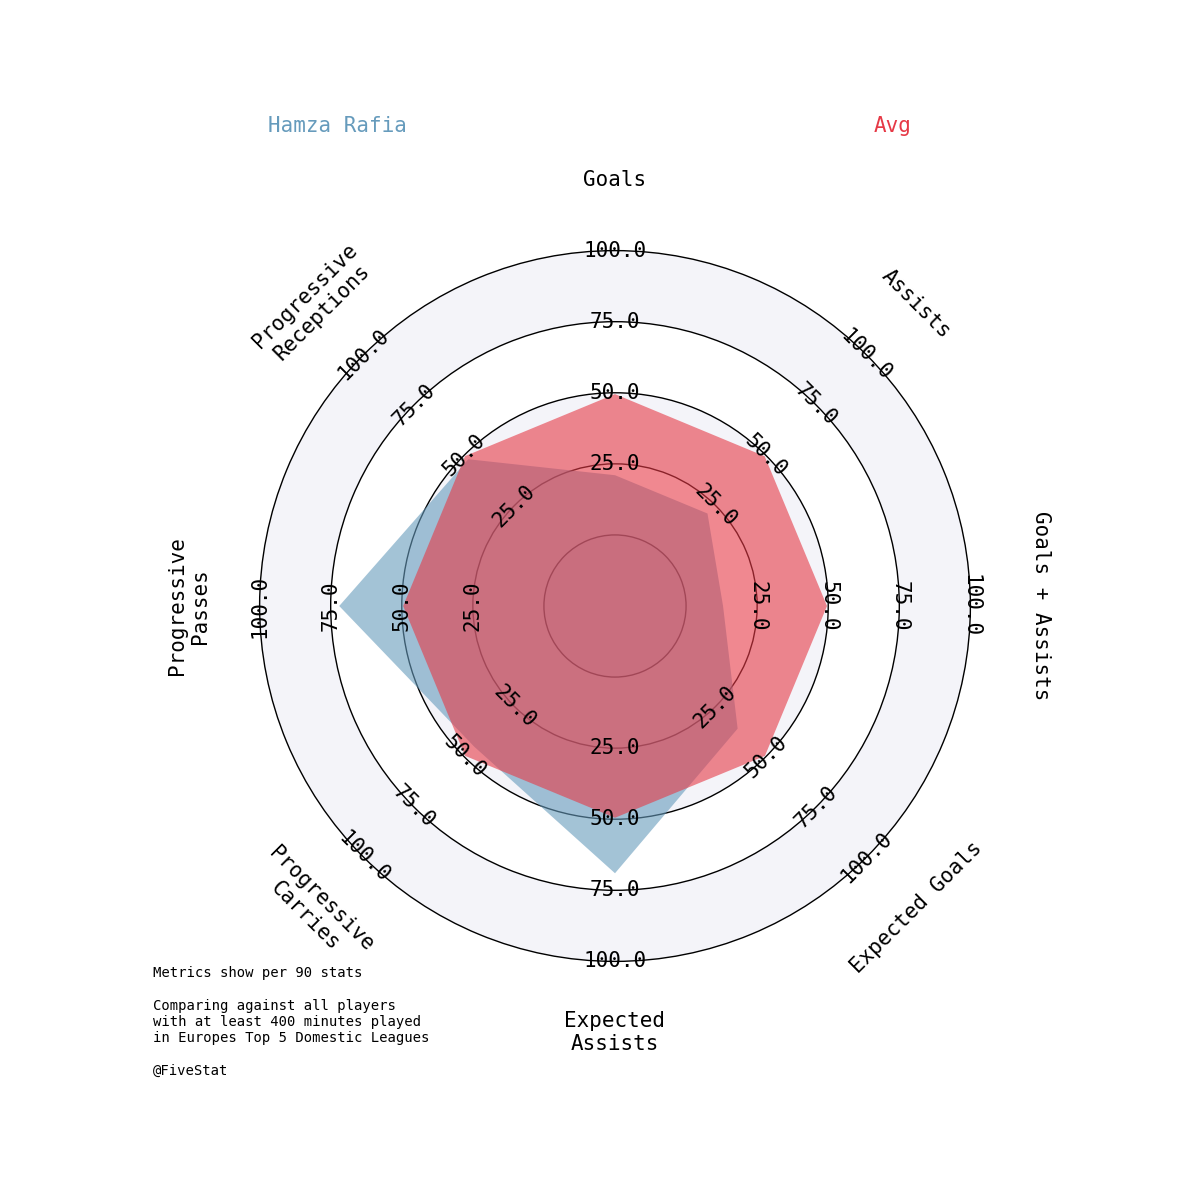 Hamza Rafia
Avg
Goals
Assists
Goals + Assists
Expected Goals
Expected
Assists
Progressive
Carries
Progressive
Passes
Progressive
Receptions
25.0
50.0
75.0
100.0
25.0
50.0
75.0
100.0
25.0
50.0
75.0
100.0
25.0
50.0
75.0
100.0
25.0
50.0
75.0
100.0
25.0
50.0
75.0
100.0
25.0
50.0
75.0
100.0
25.0
50.0
75.0
100.0
Metrics show per 90 stats
Comparing against all players
with at least 400 minutes played
in Europes Top 5 Domestic Leagues
@FiveStat